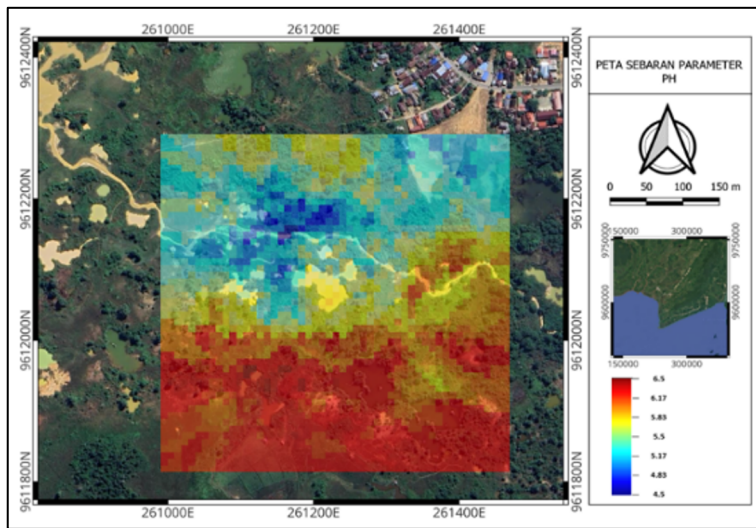 261000E 261200E 261400E
9612400N 9612400N
9612200N 9612200N
9612000N 9612000N
9611800N 9611800N
261000E 261200E 261400E
PETA SEBARAN PARAMETER
PH
0 50 100 150 m
150000 300000
9750000 9750000
9600000 9600000
150000 300000
6.5
6.17
5.83
5.5
5.17
4.83
4.5